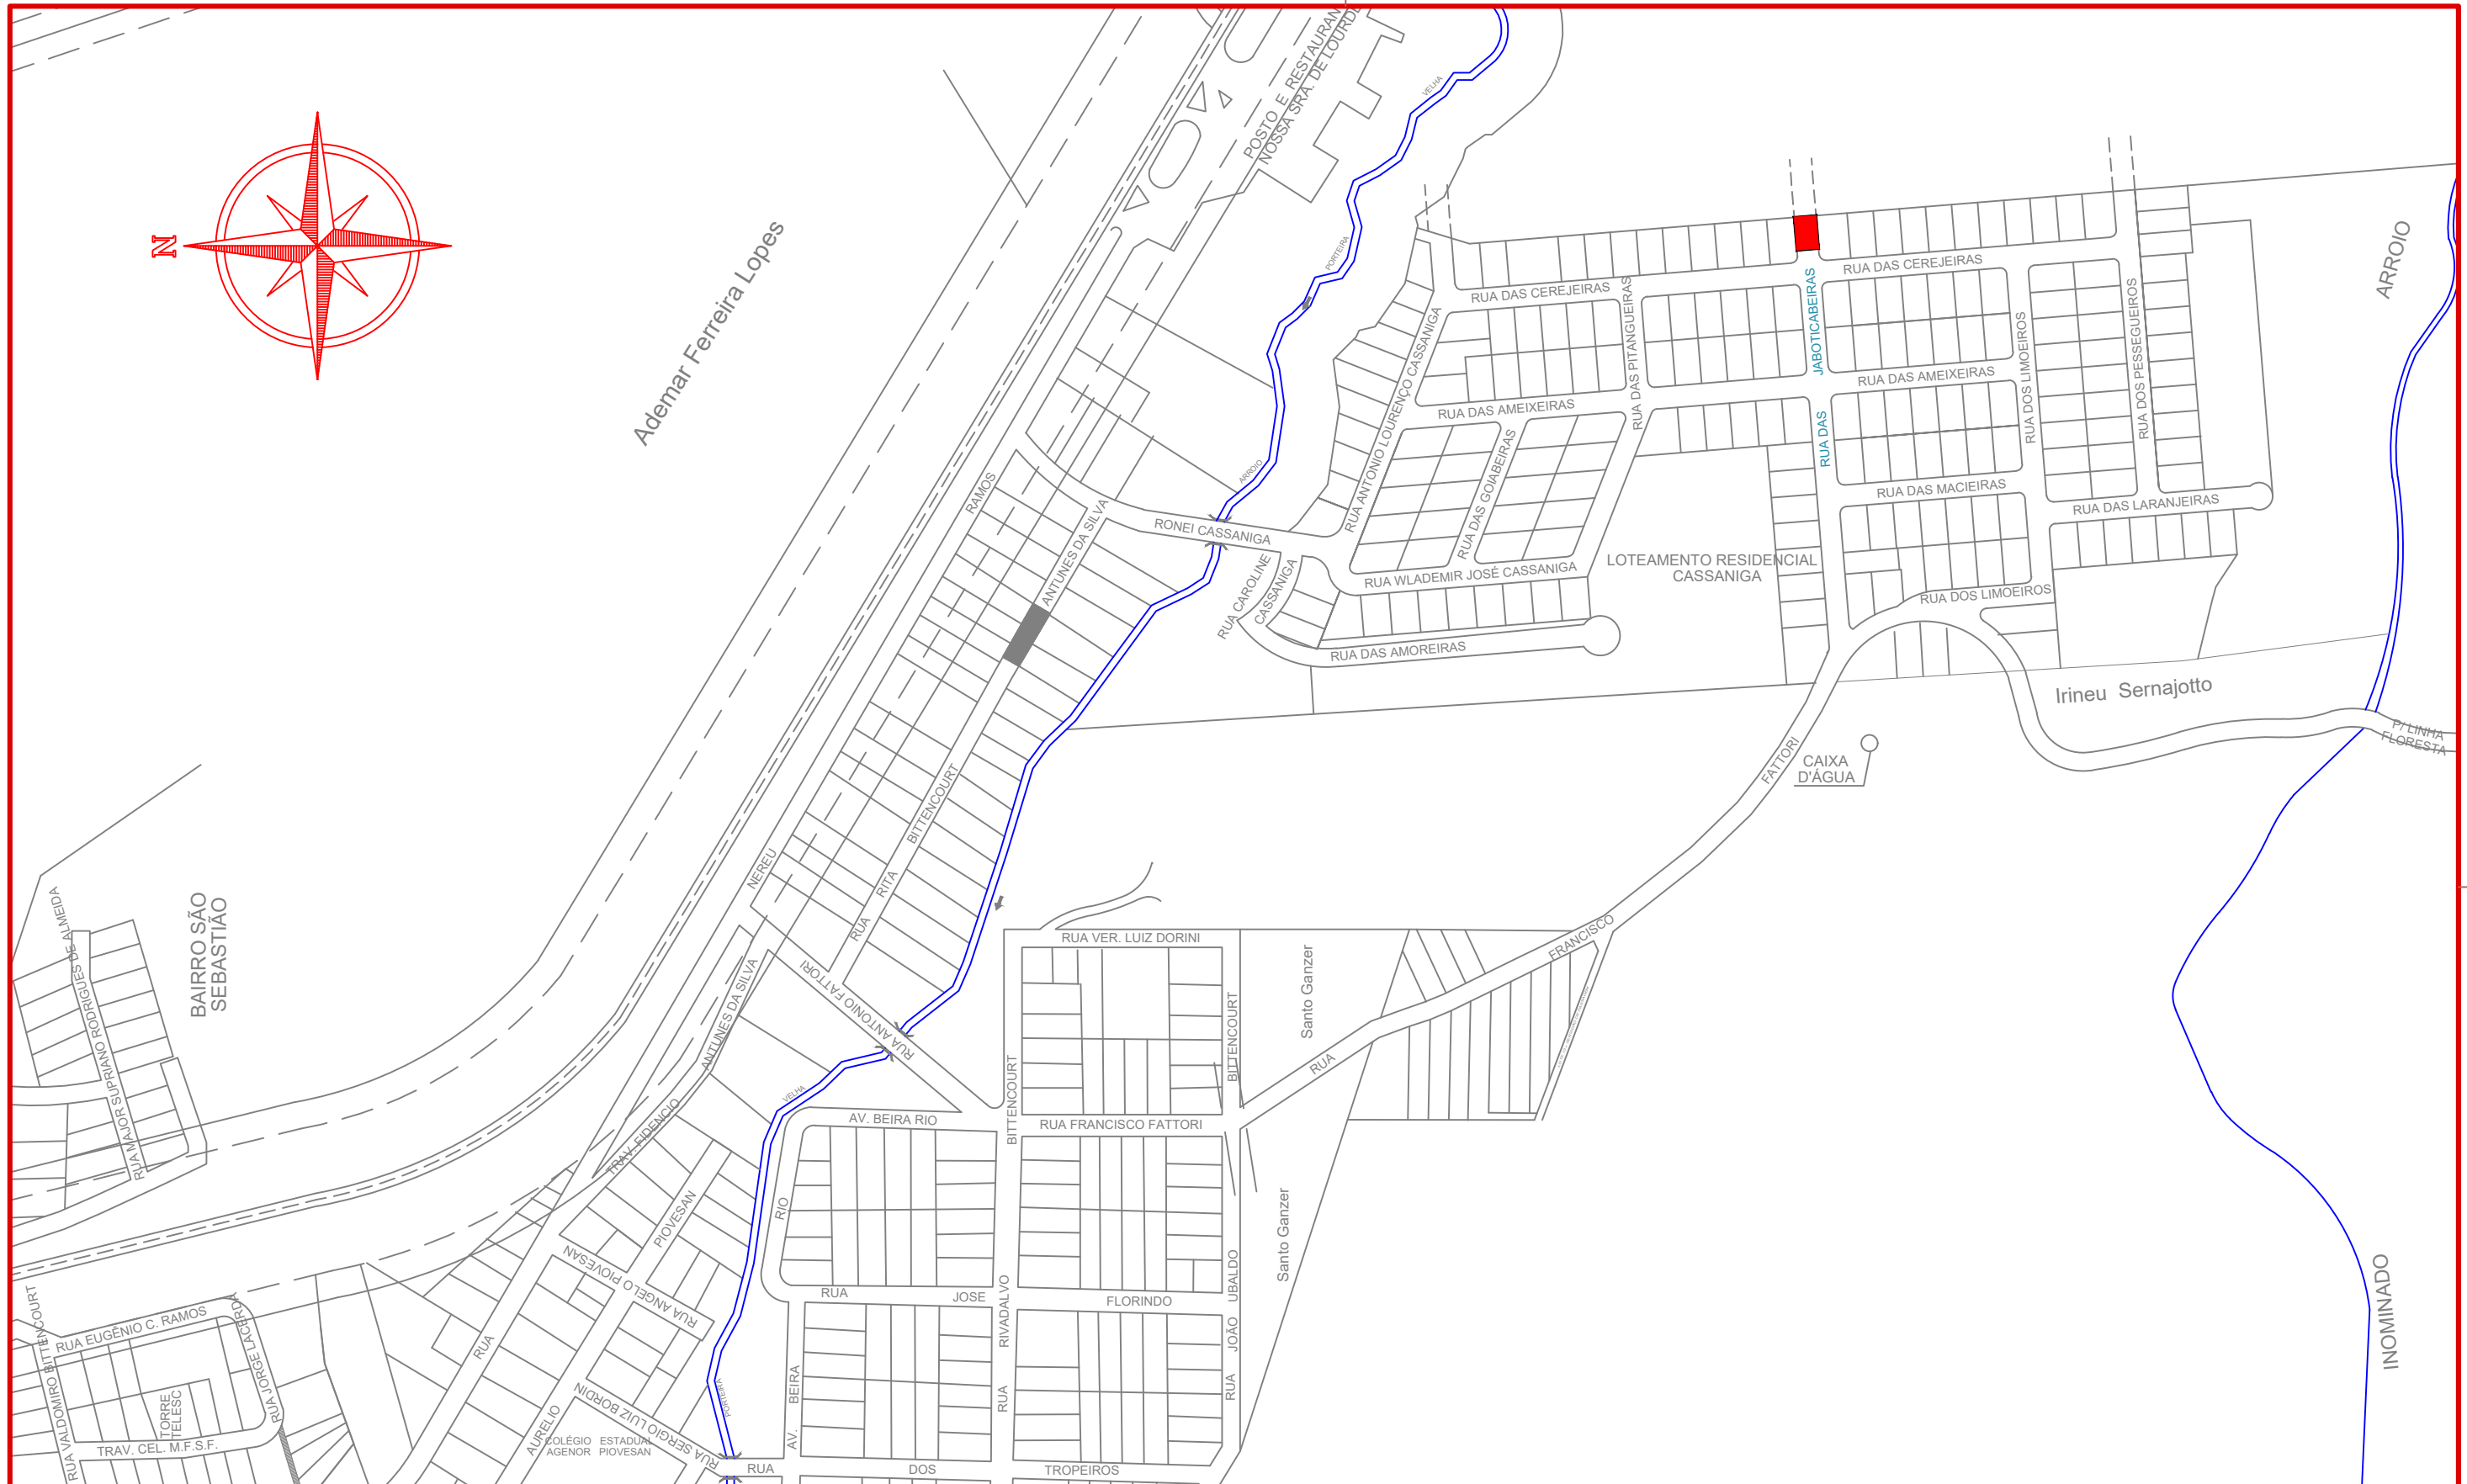 POSTO E RESTAURAN
NOSSA SRA. DE LOURDE
VELHA
N
Ademar Ferreira Lopes
PORTEIRA
ARROIO
RUA DAS CEREJEIRAS
RUA DAS CEREJEIRAS
RUA DAS PITANGUEIRAS
RUA DAS JABOTICABEIRAS
RUA DOS LIMOEIROS
RUA DOS PESSEGUEIROS
RUA ANTONIO LOURENÇO CASSANIGA
RUA DAS AMEIXEIRAS
RUA DAS AMEIXEIRAS
RUA DAS GOIABEIRAS
RUA DAS MACIEIRAS
RUA DAS LARANJEIRAS
ARROIO
RAMOS
ANTUNES DA SILVA
RONEI CASSANIGA
RUA CAROLINE
CASSANIGA
RUA WLADEMIR JOSÉ CASSANIGA
LOTEAMENTO RESIDENCIAL
CASSANIGA
RUA DOS LIMOEIROS
RUA DAS AMOREIRAS
Irineu Sernajotto
P/ LINHA
FLORESTA
CAIXA
D'ÁGUA
FATTORI
BITTENCOURT
NEREU
RITA
RUA
BAIRRO SÃO
SEBASTIÃO
RUA MAJOR SUPRIANO RODRIGUES DE ALMEIDA
RUA ANTONIO FATTORI
ANTUNES DA SILVA
TRAV. FIDENCIO
RUA VER. LUIZ DORINI
BITTENCOURT
BITTENCOURT
Santo Ganzer
FRANCISCO
RUA
VELHA
AV. BEIRA RIO
RUA FRANCISCO FATTORI
RIO
PIOVESAN
RUA ANGELO PIOVESAN
Santo Ganzer
UBALDO
RUA
JOSE
FLORINDO
RIVADALVO
JOÃO
INOMINADO
RUA VALDOMIRO BITTENCOURT
RUA EUGÊNIO C. RAMOS
RUA JORGE LACERDA
RUA
BEIRA
AV.
RUA
RUA
PORTEIRA
TORRE
TELESC
TRAV. CEL. M.F.S.F.
AURELIO
RUA SERGIO LUIZ BORDIN
COLÉGIO ESTADUAL
AGENOR PIOVESAN
RUA
DOS
TROPEIROS